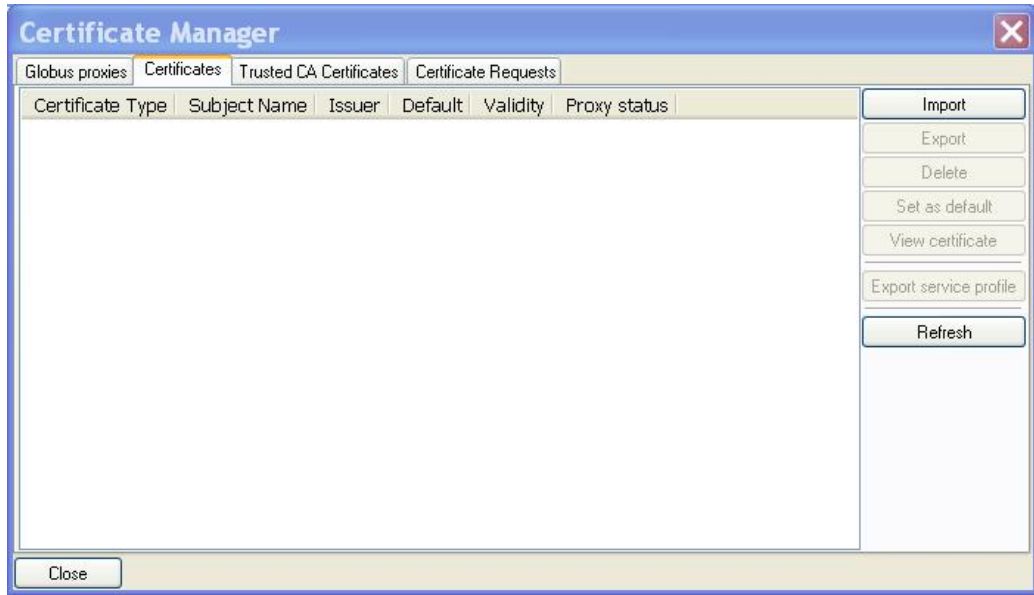 Certificate Manager
Globus proxies Certificates Trusted CA Certificates Certificate Requests
Certificate Type Subject Name Issuer Default Validity Proxy status
Import
Export
Delete
Set as default
View certificate
Export service profile
Refresh
Close